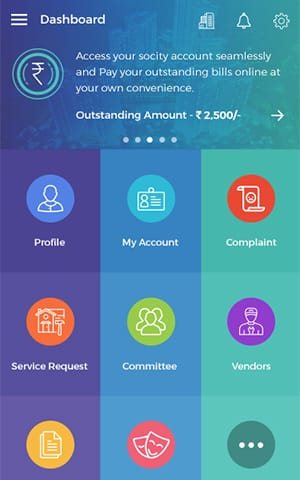 Dashboard
Access your socity account seamlessly
and Pay your outstanding bills online at
your own convenience.
Outstanding Amount - ₹ 2,500/-
Profile
My Account
Complaint
Service Request
Committee
Vendors